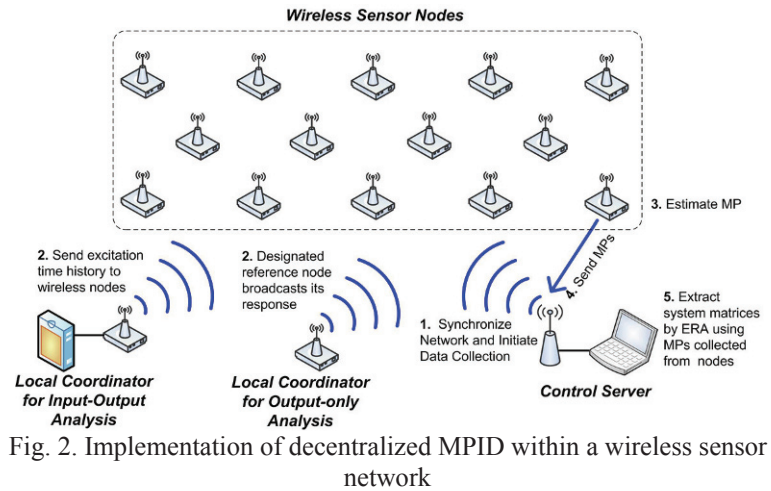 Wireless Sensor Nodes
3. Estimate MP
2. Send excitation
time history to
wireless nodes
2. Designated
reference node
broadcasts its
response
4. Send MPs
1. Synchronize
Network and Initiate
Data Collection
5. Extract
system matrices
by ERA using
MPs collected
from nodes
Local Coordinator
for Input-Output
Analysis
Local Coordinator
for Output-only
Analysis
Control Server
Fig. 2. Implementation of decentralized MPID within a wireless sensor
network